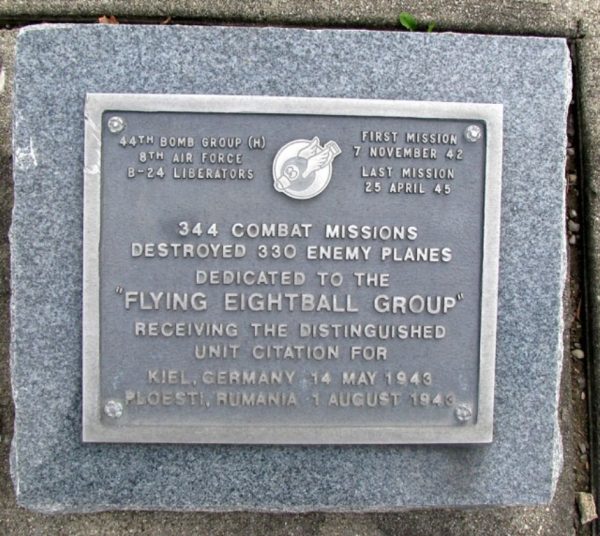 44TH BOMB GROUP (H)
8TH AIR FORCE
B-24 LIBERATORS
FIRST MISSION
7 NOVEMBER 42
LAST MISSION
25 APRIL 45
344 COMBAT MISSIONS
DESTROYED 330 ENEMY PLANES
DEDICATED TO THE
"FLYING EIGHTBALL GROUP"
RECEIVING THE DISTINGUISHED
UNIT CITATION FOR
KIEL, GERMANY 14 MAY 1943
PLOESTI, RUMANIA 1 AUGUST 1943